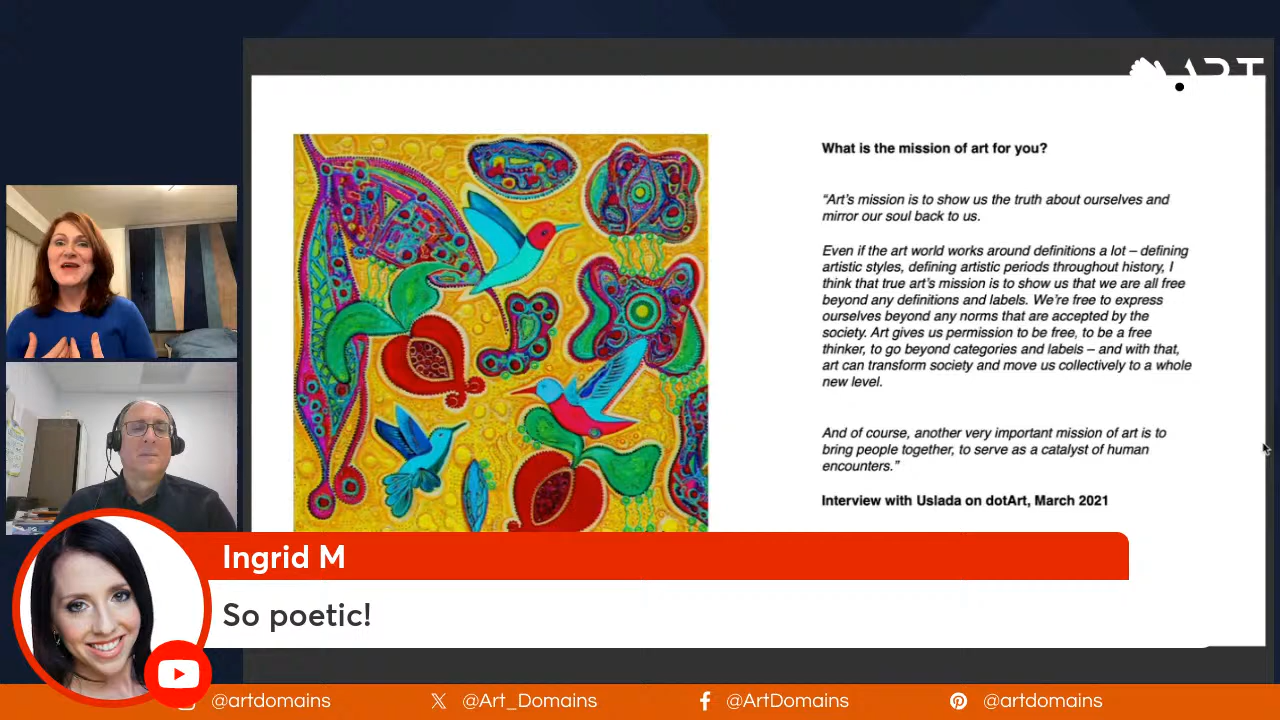 ART
What is the mission of art for you?
“Art’s mission is to show us the truth about ourselves and
mirror our soul back to us.
Even if the art world works around definitions a lot – defining
artistic styles, defining artistic periods throughout history, I
think that true art’s mission is to show us that we are all free
beyond any definitions and labels. We’re free to express
ourselves beyond any norms that are accepted by the
society. Art gives us permission to be free, to be a free
thinker, to go beyond categories and labels – and with that,
art can transform society and move us collectively to a whole
new level.
And of course, another very important mission of art is to
bring people together, to serve as a catalyst of human
encounters.”
Interview with Uslada on dotArt, March 2021
Ingrid M
So poetic!
@artdomains
@Art_Domains
@ArtDomains
@artdomains